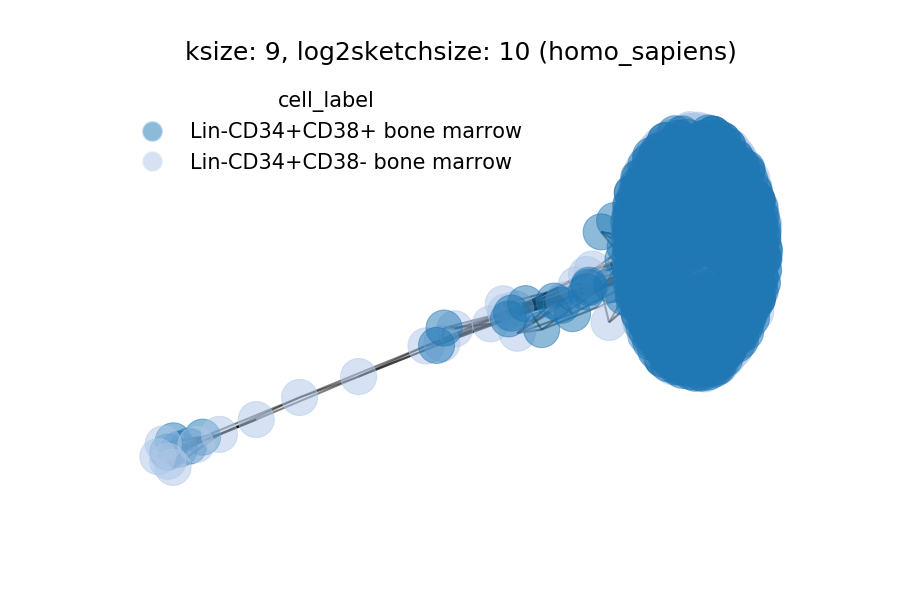 ksize: 9, log2sketchsize: 10 (homo_sapiens)
cell_label
Lin-CD34+CD38+ bone marrow
Lin-CD34+CD38- bone marrow